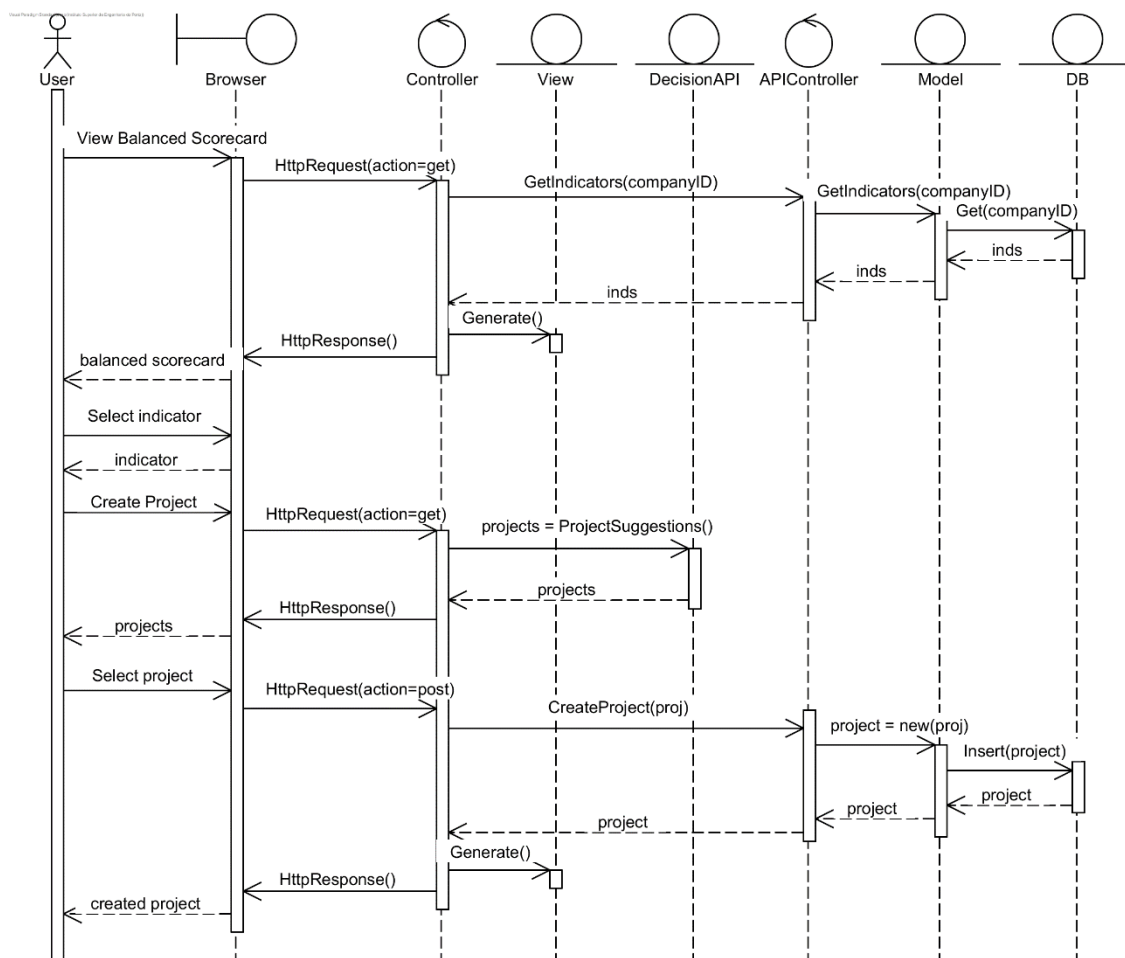 User
Browser
Controller
View
DecisionAPI
APIController
Model
DB
View Balanced Scorecard
HttpRequest(action=get)
GetIndicators(companyID)
GetIndicators(companyID)
Get(companyID)
inds
inds
inds
Generate()
HttpResponse()
balanced scorecard
Select indicator
indicator
Create Project
HttpRequest(action=get)
projects = ProjectSuggestions()
projects
HttpResponse()
projects
Select project
HttpRequest(action=post)
CreateProject(proj)
project = new(proj)
Insert(project)
project
project
project
Generate()
HttpResponse()
created project